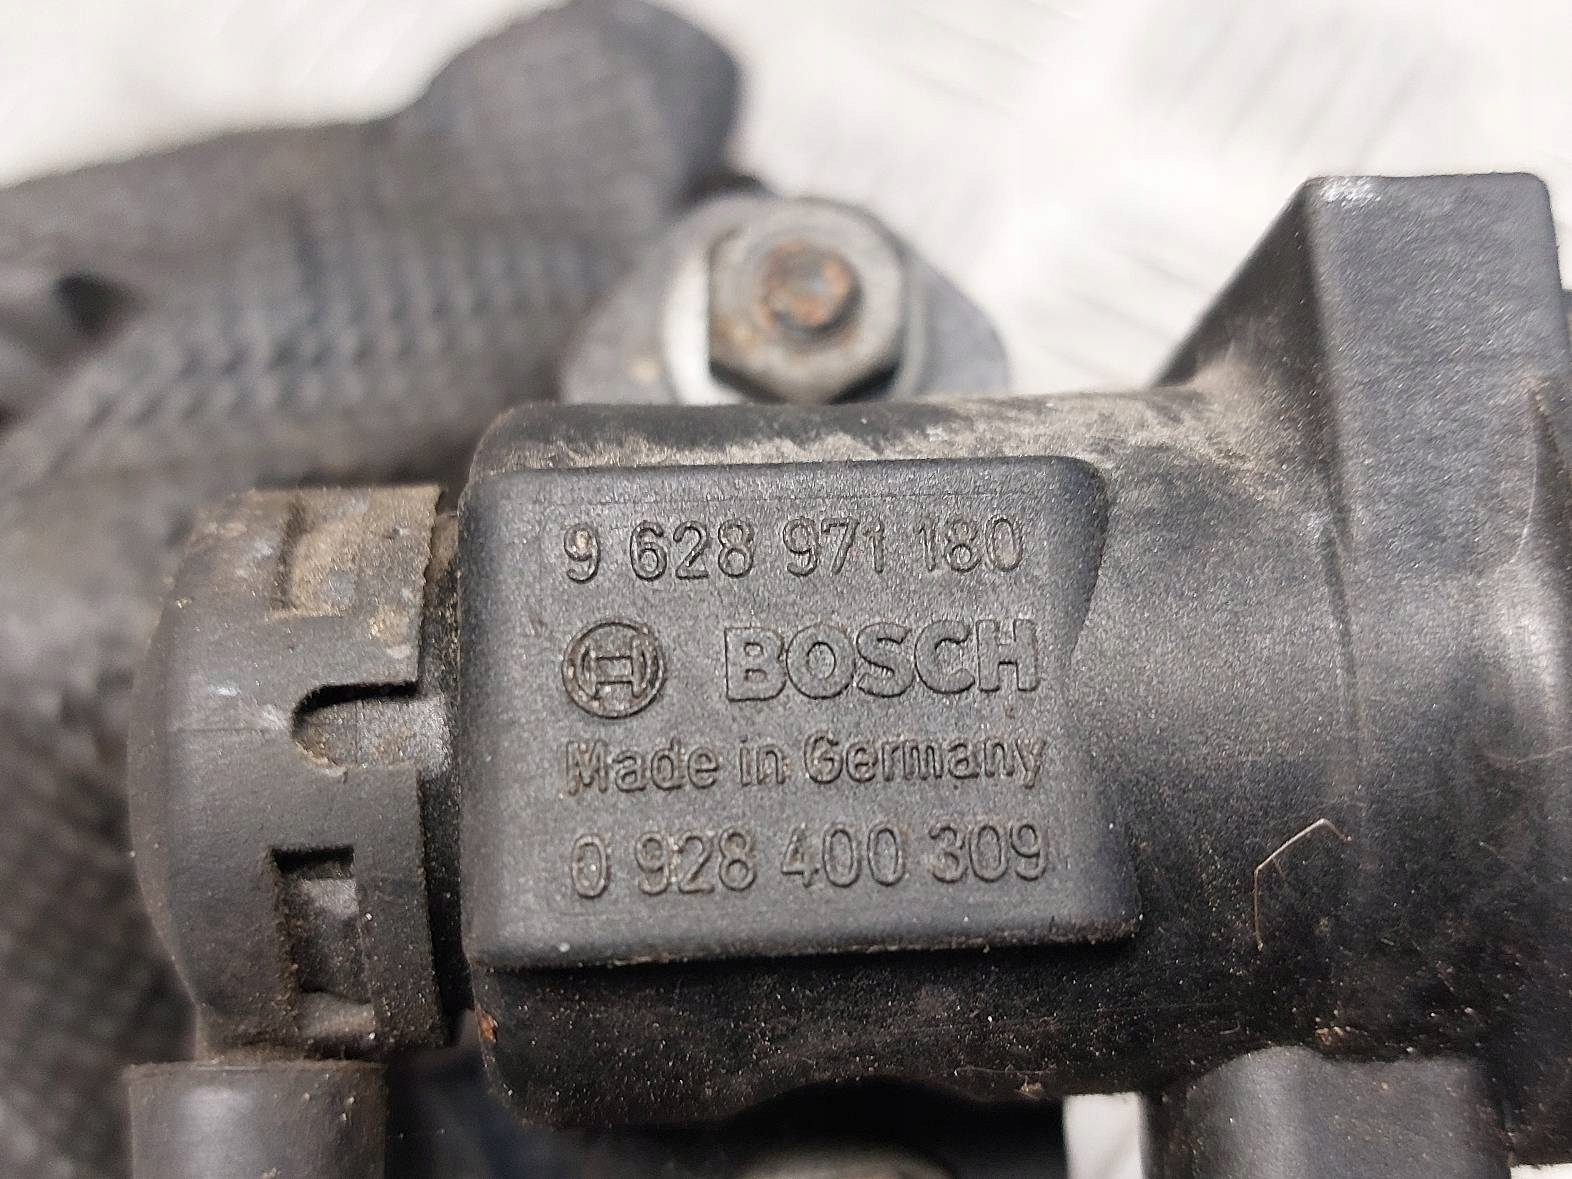 9 628 971 180
BOSCH
Made in Germany
0 928 400 309